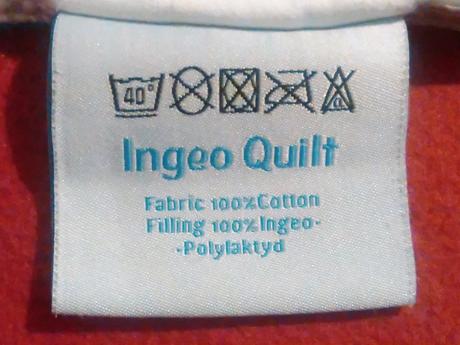 40°
Ingeo Quilt
Fabric 100%Cotton
Filling 100%Ingeo-
-Polylaktyd